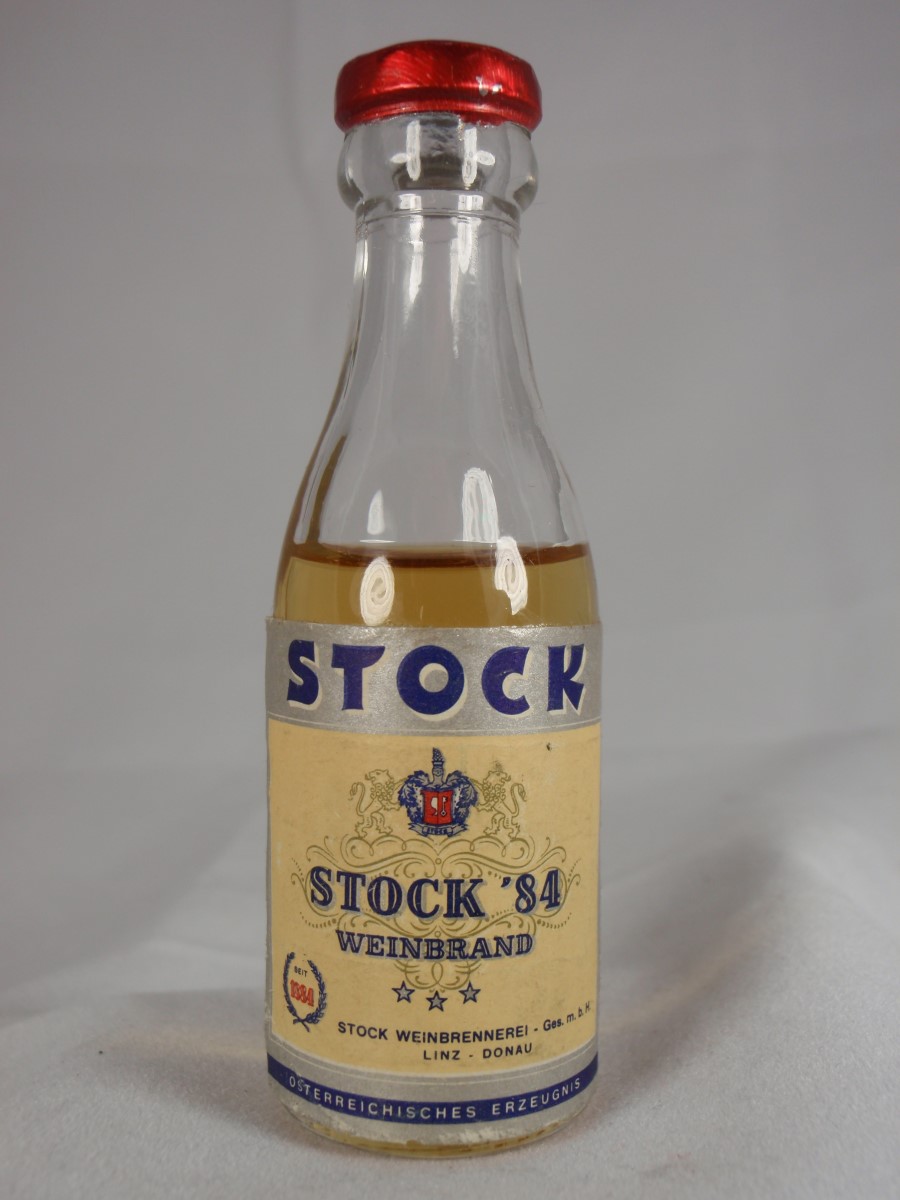 STOCK
STOCK '84
WEINBRAND
SEIT
1884
STOCK WEINBRENNEREI - Ges. m. b. H.
LINZ - DONAU
ÖSTERREICHISCHES ERZEUGNIS